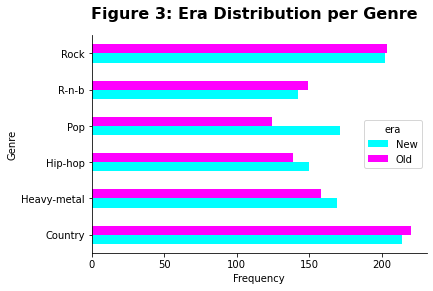 Figure 3: Era Distribution per Genre
Genre
Rock
R-n-b
Pop
Hip-hop
Heavy-metal
Country
era
New
Old
0 50 100 150 200
Frequency